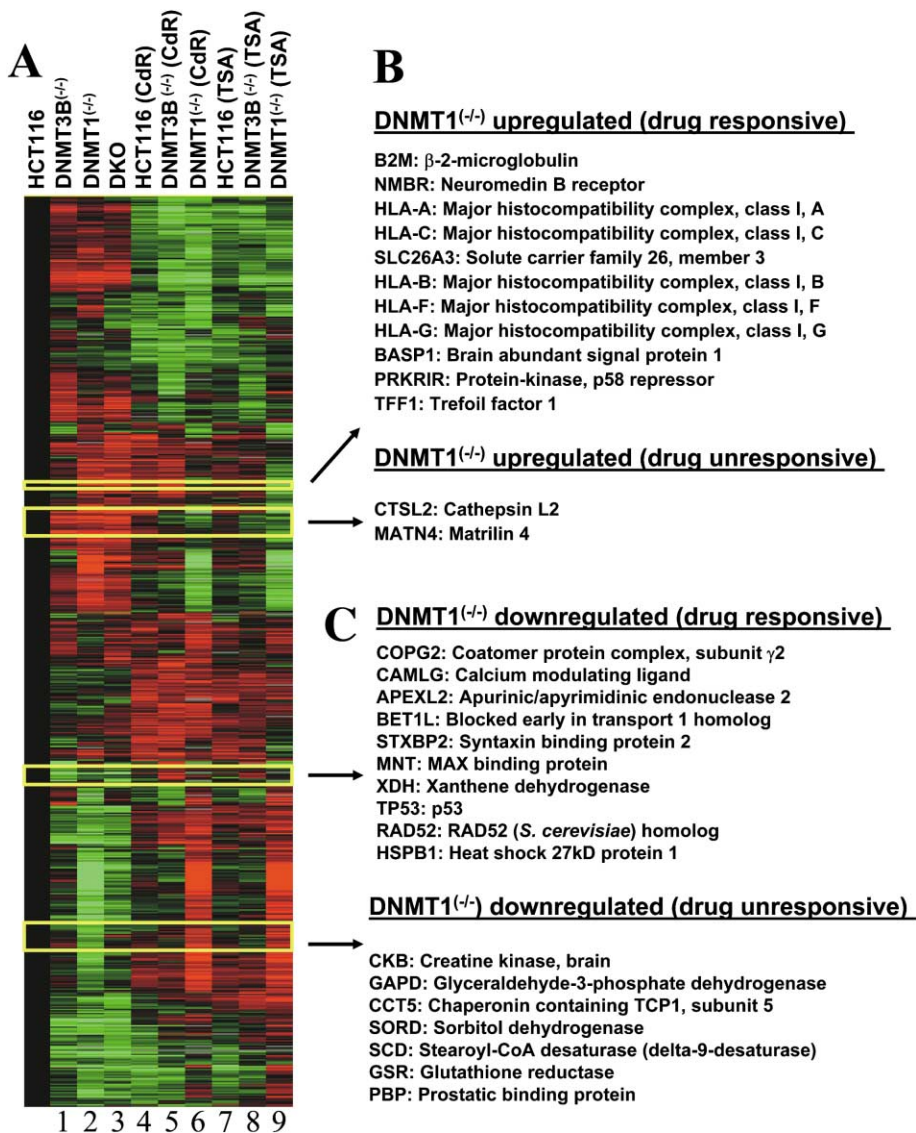 A
HCT116
DNMT3B(-/-)
DNMT1(-/-)
DKO
HCT116 (CdR)
DNMT3B(-/-) (CdR)
DNMT1(-/-) (CdR)
HCT116 (TSA)
DNMT3B(-/-) (TSA)
DNMT1(-/-) (TSA)
1 2 3 4 5 6 7 8 9
B
DNMT1(-/-) upregulated (drug responsive)
B2M: β-2-microglobulin
NMBR: Neuromedin B receptor
HLA-A: Major histocompatibility complex, class I, A
HLA-C: Major histocompatibility complex, class I, C
SLC26A3: Solute carrier family 26, member 3
HLA-B: Major histocompatibility complex, class I, B
HLA-F: Major histocompatibility complex, class I, F
HLA-G: Major histocompatibility complex, class I, G
BASP1: Brain abundant signal protein 1
PRKRIR: Protein-kinase, p58 repressor
TFF1: Trefoil factor 1
DNMT1(-/-) upregulated (drug unresponsive)
CTSL2: Cathepsin L2
MATN4: Matrilin 4
C
DNMT1(-/-) downregulated (drug responsive)
COPG2: Coatomer protein complex, subunit γ2
CAMLG: Calcium modulating ligand
APEXL2: Apurinic/apyrimidinic endonuclease 2
BET1L: Blocked early in transport 1 homolog
STXBP2: Syntaxin binding protein 2
MNT: MAX binding protein
XDH: Xanthene dehydrogenase
TP53: p53
RAD52: RAD52 (S. cerevisiae) homolog
HSPB1: Heat shock 27kD protein 1
DNMT1(-/-) downregulated (drug unresponsive)
CKB: Creatine kinase, brain
GAPD: Glyceraldehyde-3-phosphate dehydrogenase
CCT5: Chaperonin containing TCP1, subunit 5
SORD: Sorbitol dehydrogenase
SCD: Stearoyl-CoA desaturase (delta-9-desaturase)
GSR: Glutathione reductase
PBP: Prostatic binding protein